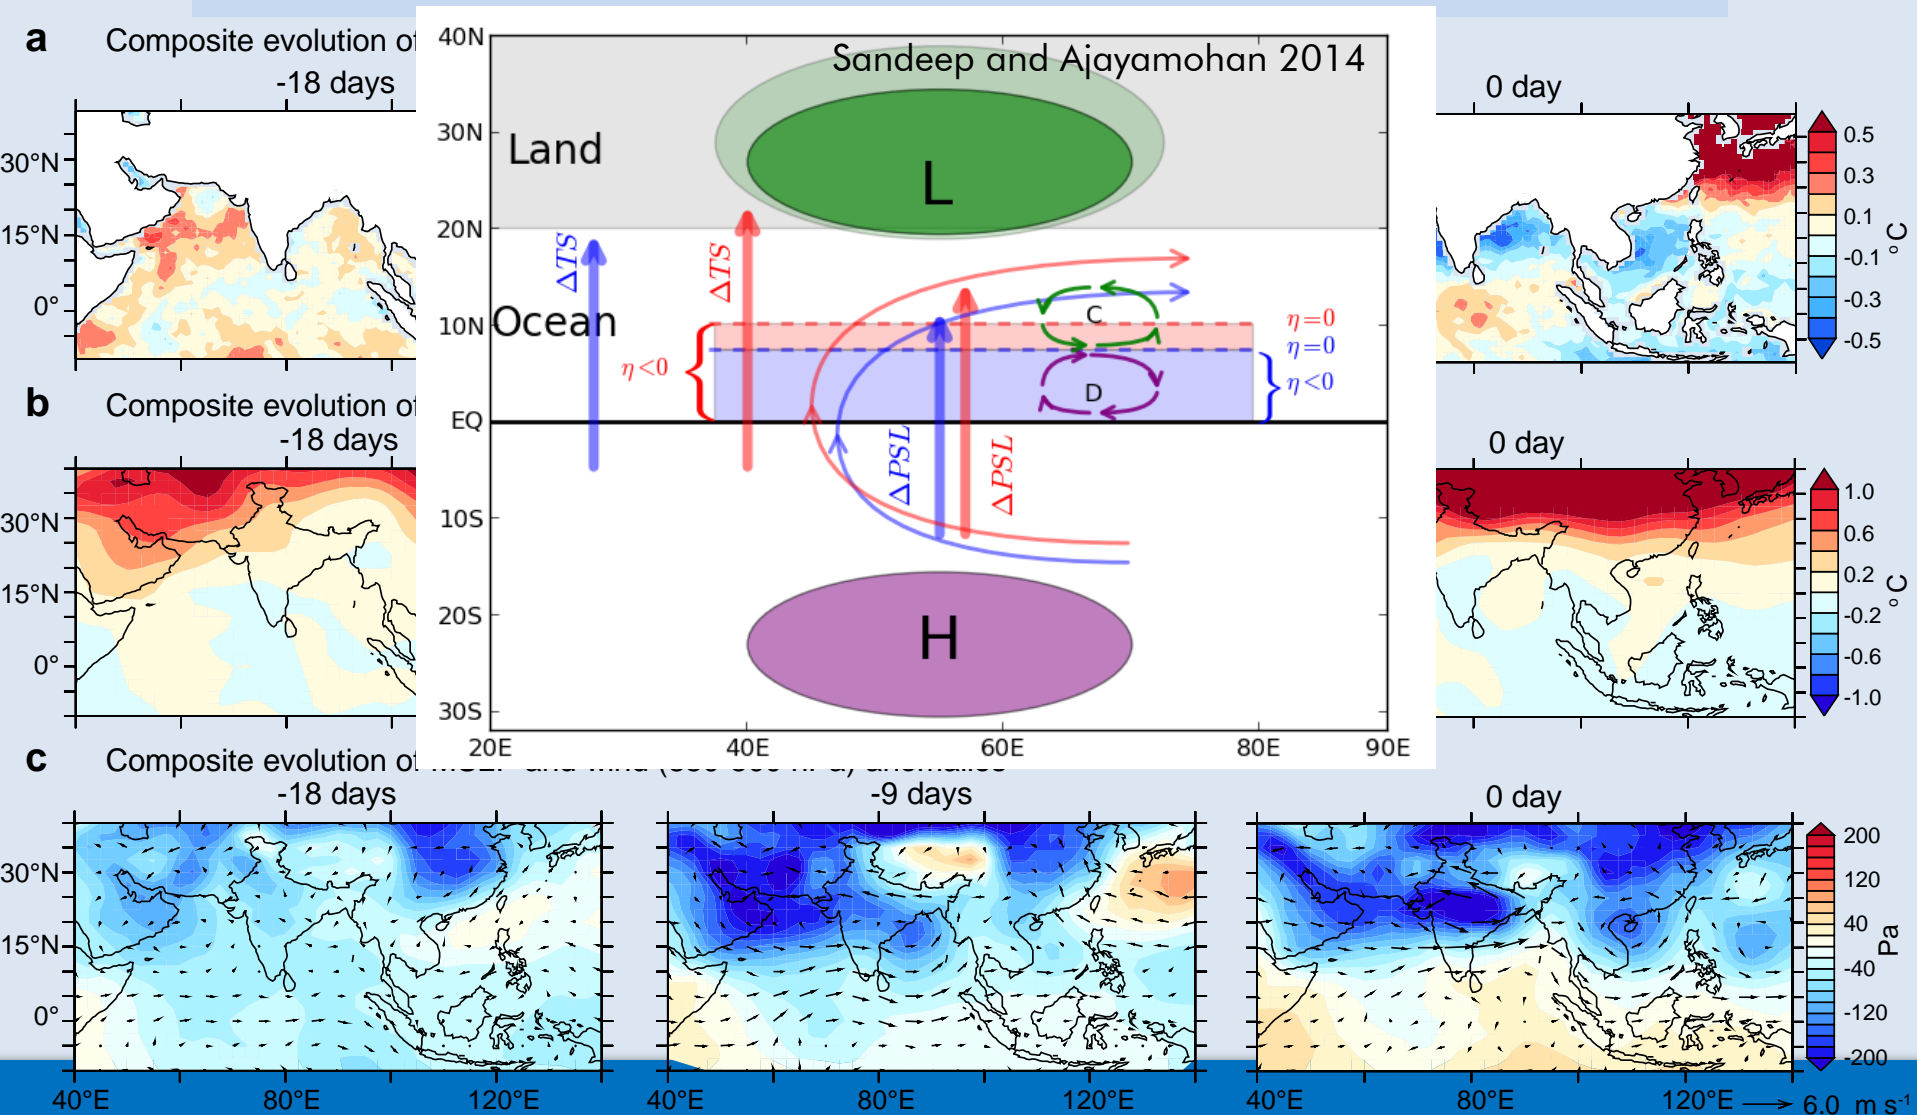 a Composite evolution of
-18 days
0 day
Sandeep and Ajayamohan 2014
40N
30N
20N
10N
EQ
10S
20S
30S
20E 40E 60E 80E 90E
Land
Ocean
L
H
ΔTS
ΔTS
ΔPSL
ΔPSL
C
D
η=0
η=0
η<0
η<0
30°N
15°N
0°
0.5
0.3
0.1
-0.1
-0.3
-0.5
°C
b Composite evolution of
-18 days
0 day
30°N
15°N
0°
1.0
0.6
0.2
-0.2
-0.6
-1.0
°C
c Composite evolution of
-18 days
-9 days
0 day
30°N
15°N
0°
200
120
40
-40
-120
-200
Pa
40°E 80°E 120°E 40°E 80°E 120°E 40°E 80°E 120°E
6.0 m s-1